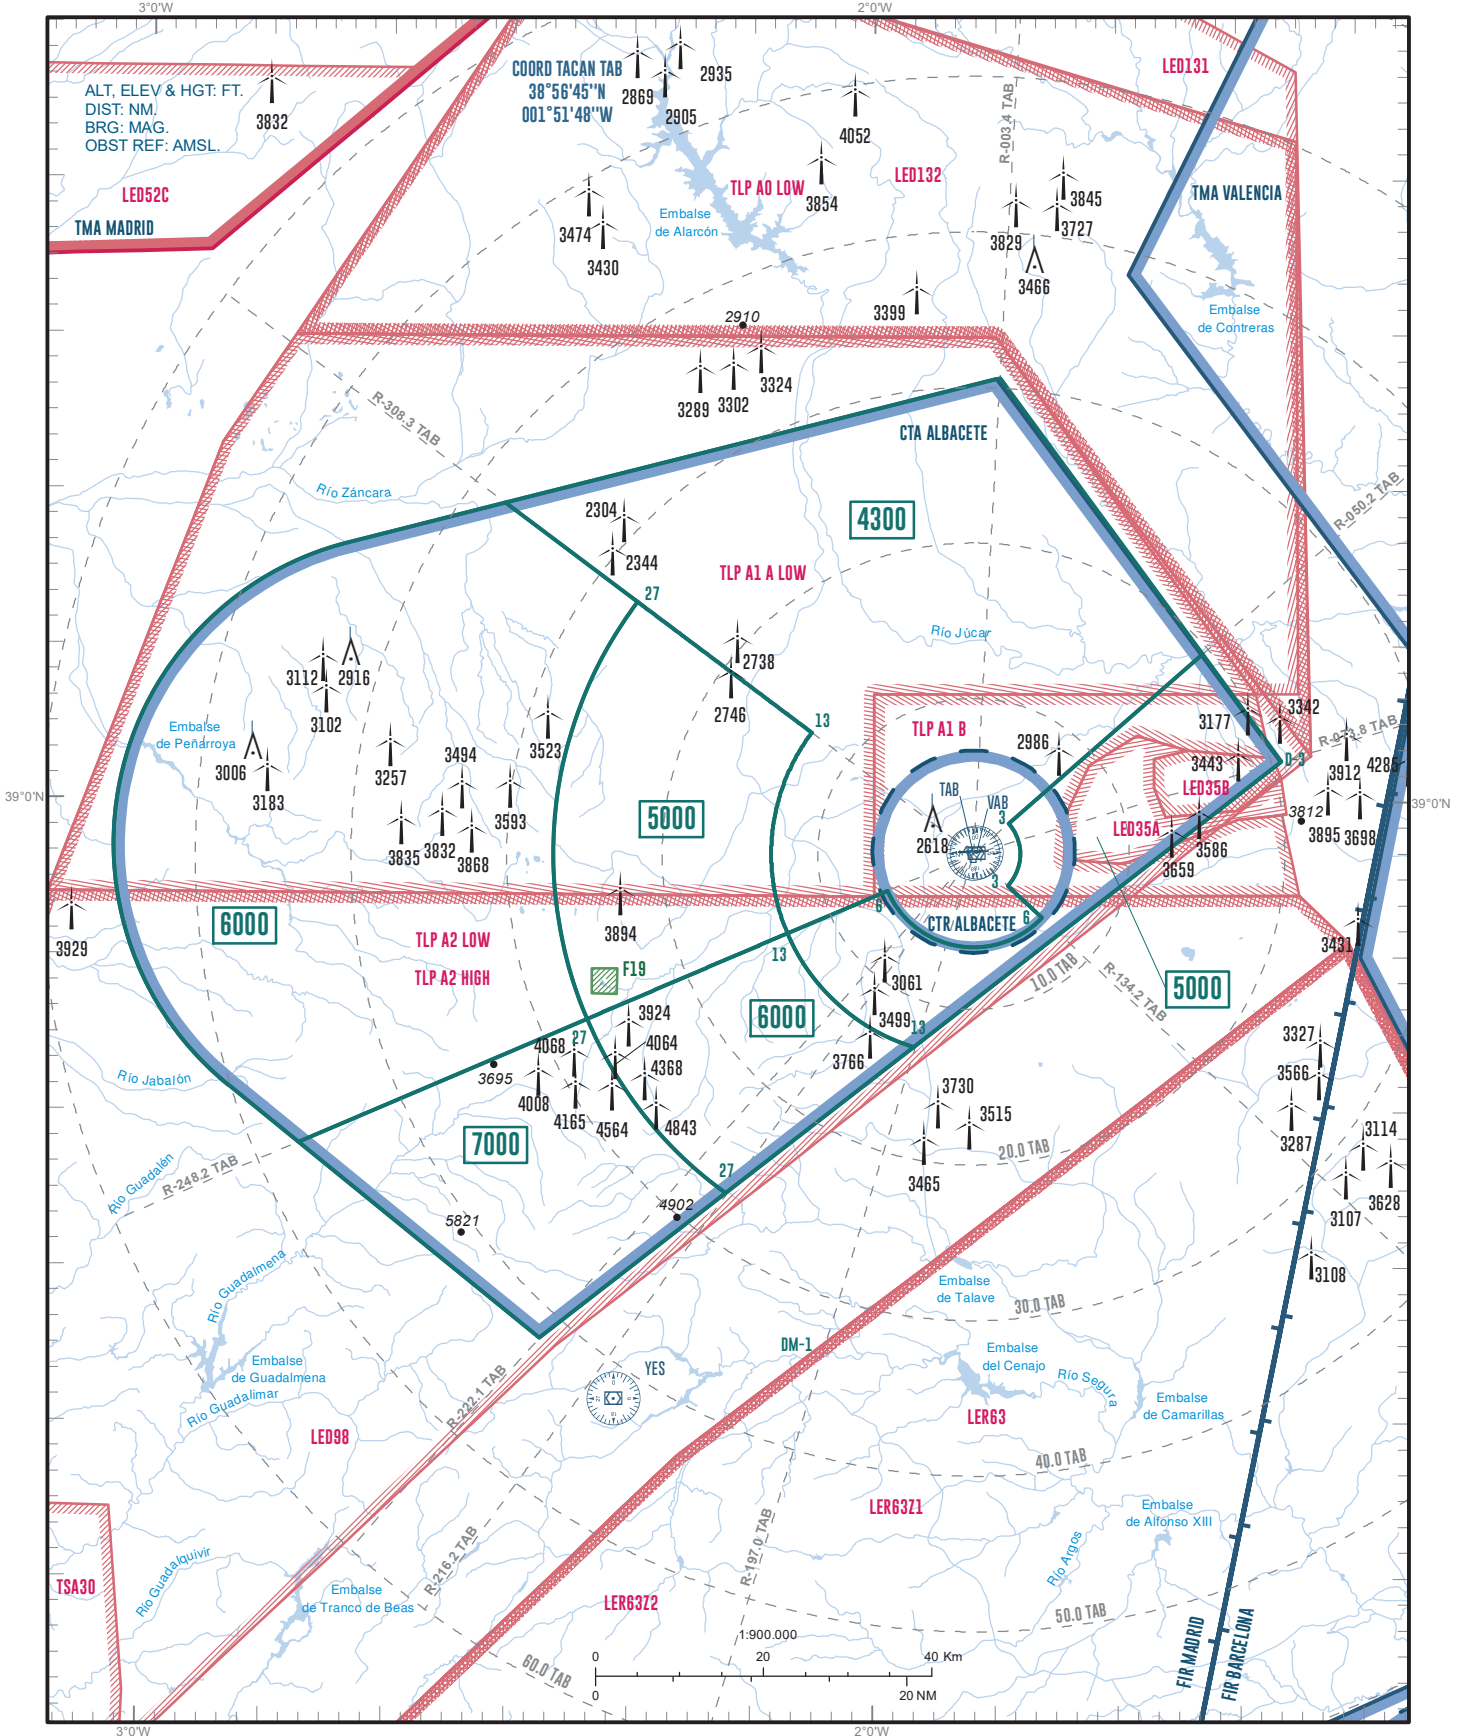 3°0'W
2°0'W
COORD TACAN TAB
38°56'45''N
001°51'48''W
ALT, ELEV & HGT: FT.
DIST: NM.
BRG: MAG.
OBST REF: AMSL.
3832
2869
2935
2905
4052
LED131
R-003.4 TAB
LED52C
TMA MADRID
TLP A0 LOW
LED132
3854
3845
3727
3829
3466
TMA VALENCIA
Embalse
de Alarcón
3474
3430
3399
Embalse
de Contreras
2910
3324
3289
3302
R-308.3 TAB
CTA ALBACETE
Río Záncara
4300
2304
2344
R-050.2 TAB
TLP A1 A LOW
27
Río Júcar
2738
2746
3112
2916
3102
13
Embalse
de Peñarroya
3006
3183
3257
3494
3523
3593
3835
3832
3868
TLP A1 B
2986
3177
3342
R-073.8 TAB
3443
D-3
3912
4285
LED35B
3812
3895
3698
LED35A
3586
3659
39°0'N
39°0'N
5000
TAB
VAB
3
2618
3
6
6
CTR ALBACETE
3929
6000
3894
TLP A2 LOW
TLP A2 HIGH
F19
13
3431
10.0 TAB
R-134.2 TAB
5000
3061
3499
6000
13
3766
3924
4068
27
4064
4368
3695
4008
4165
4564
4843
Río Jabalón
3327
3566
3287
3730
3515
3465
3114
3628
3107
3108
7000
20.0 TAB
27
4902
5821
Río Guadalén
R-248.2 TAB
Río Guadalmena
Embalse
de Talave
30.0 TAB
DM-1
Embalse
del Cenajo
Río Segura
Embalse
de Camarillas
Embalse
de Guadalmena
Río Guadalimar
YES
R-222.1 TAB
LED98
LER63
40.0 TAB
LER63Z1
Embalse
de Alfonso XIII
R-216.2 TAB
R-197.0 TAB
Río Argos
TSA30
Río Guadalquivir
Embalse
de Tranco de Beas
LER63Z2
50.0 TAB
60.0 TAB
1:900.000
0
20
40 Km
0
20 NM
FIR MADRID
FIR BARCELONA
3°0'W
2°0'W